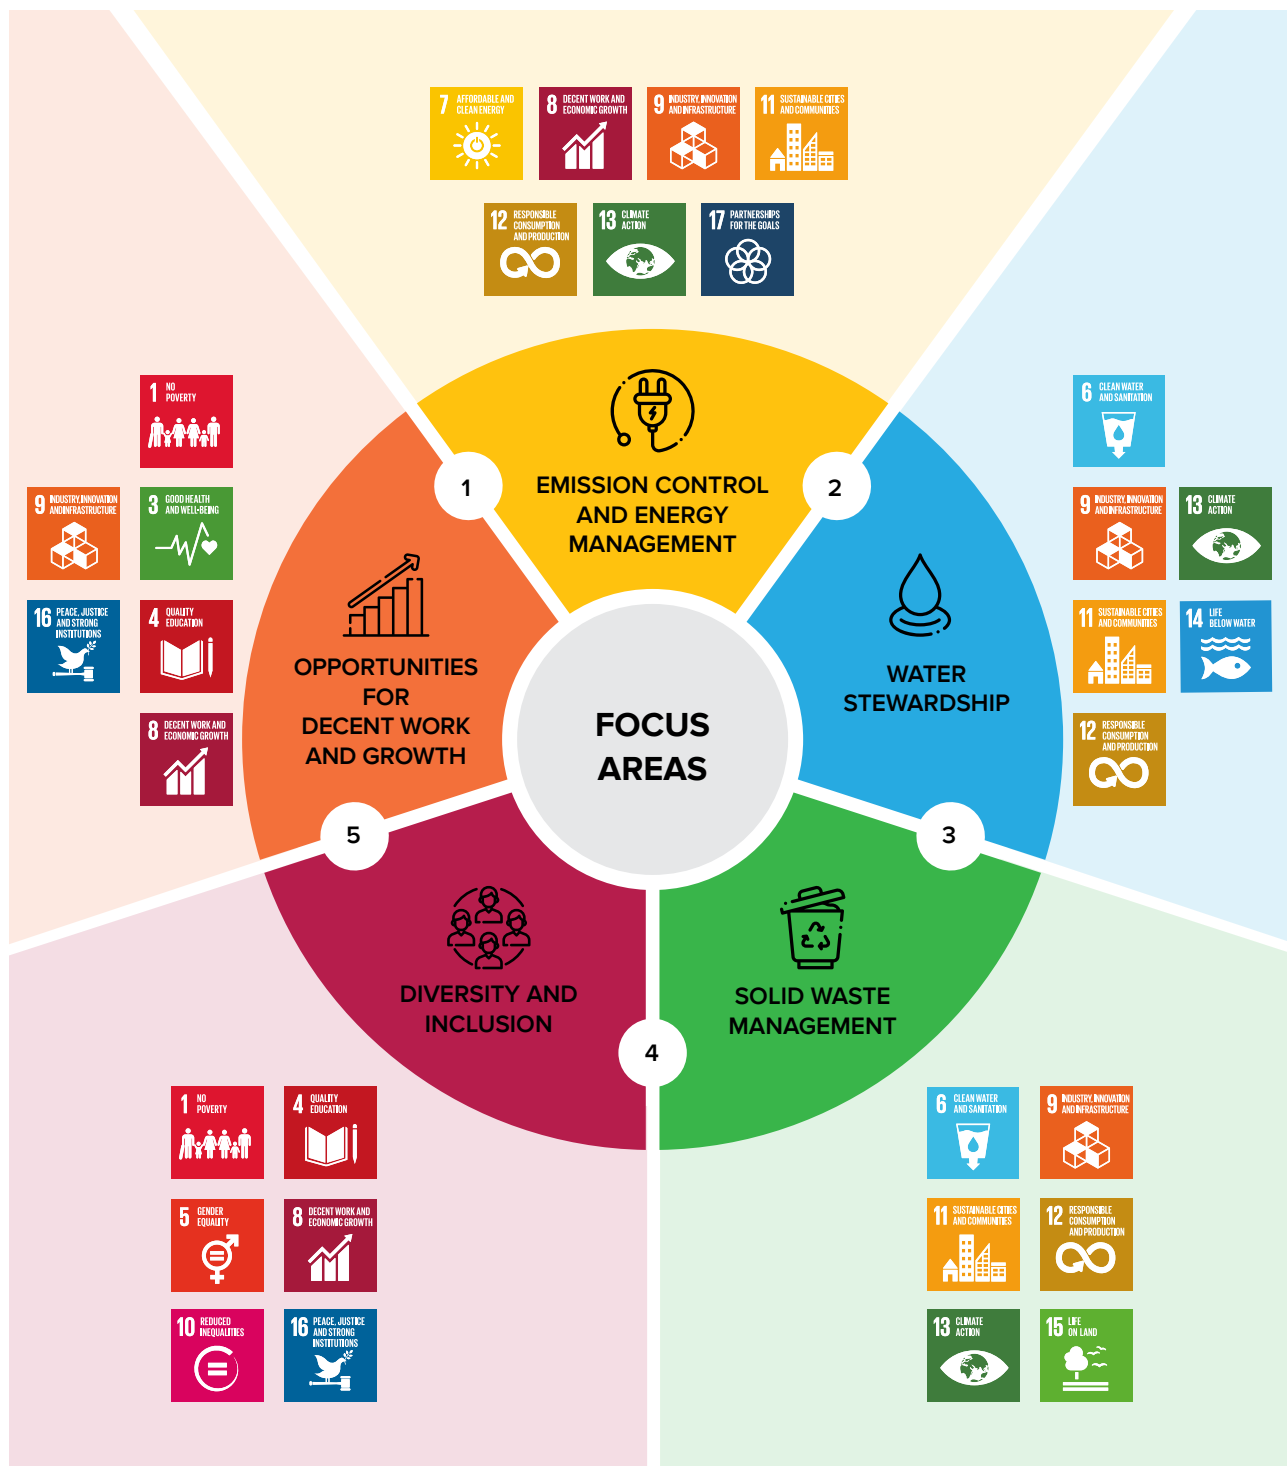 7 AFFORDABLE AND
CLEAN ENERGY
8 DECENT WORK AND
ECONOMIC GROWTH
9 INDUSTRY, INNOVATION
AND INFRASTRUCTURE
11 SUSTAINABLE CITIES
AND COMMUNITIES
12 RESPONSIBLE
CONSUMPTION
AND PRODUCTION
13 CLIMATE
ACTION
17 PARTNERSHIPS
FOR THE GOALS
1
EMISSION CONTROL
AND ENERGY
MANAGEMENT
2
WATER
STEWARDSHIP
6 CLEAN WATER
AND SANITATION
9 INDUSTRY, INNOVATION
AND INFRASTRUCTURE
13 CLIMATE
ACTION
11 SUSTAINABLE CITIES
AND COMMUNITIES
14 LIFE
BELOW WATER
12 RESPONSIBLE
CONSUMPTION
AND PRODUCTION
3
SOLID WASTE
MANAGEMENT
6 CLEAN WATER
AND SANITATION
9 INDUSTRY, INNOVATION
AND INFRASTRUCTURE
11 SUSTAINABLE CITIES
AND COMMUNITIES
12 RESPONSIBLE
CONSUMPTION
AND PRODUCTION
13 CLIMATE
ACTION
15 LIFE
ON LAND
4
DIVERSITY AND
INCLUSION
1 NO
POVERTY
4 QUALITY
EDUCATION
5 GENDER
EQUALITY
8 DECENT WORK AND
ECONOMIC GROWTH
10 REDUCED
INEQUALITIES
16 PEACE, JUSTICE
AND STRONG
INSTITUTIONS
5
OPPORTUNITIES
FOR
DECENT WORK
AND GROWTH
1 NO
POVERTY
9 INDUSTRY, INNOVATION
AND INFRASTRUCTURE
3 GOOD HEALTH
AND WELL-BEING
16 PEACE, JUSTICE
AND STRONG
INSTITUTIONS
4 QUALITY
EDUCATION
8 DECENT WORK AND
ECONOMIC GROWTH
FOCUS
AREAS